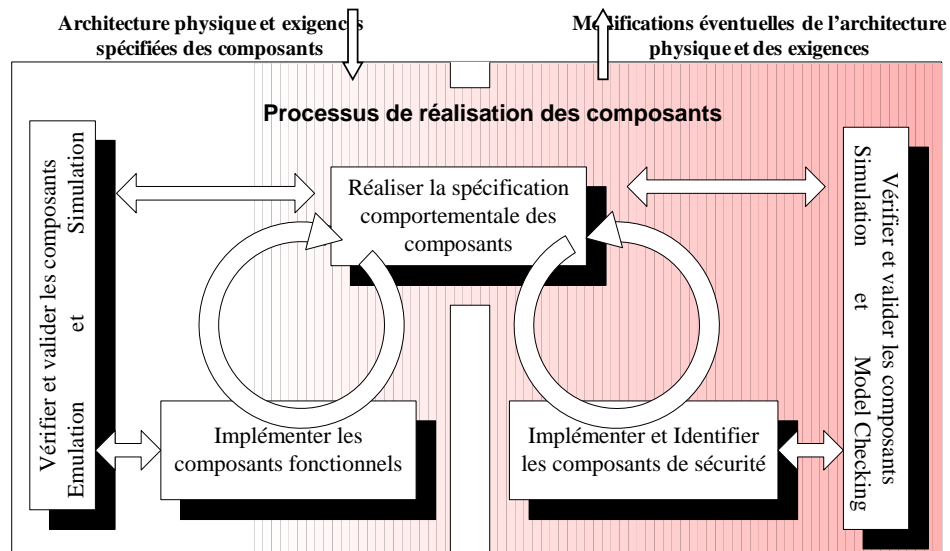 Architecture physique et exigences
spécifiées des composants
Modifications éventuelles de l'architecture
physique et des exigences
Processus de réalisation des composants
Vérifier et valider les composants
Emulation et Simulation
Réaliser la spécification
comportementale des
composants
Vérifier et valider les composants
Simulation et Model Checking
Implémenter les
composants fonctionnels
Implémenter et Identifier
les composants de sécurité